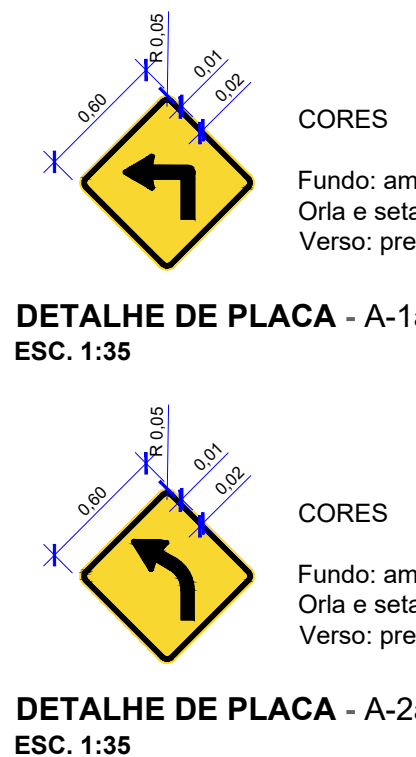 R 0,05
0,01
0,02
0,60
CORES
Fundo: am
Orla e seta
Verso: pre
DETALHE DE PLACA - A-1a
ESC. 1:35
R 0,05
0,01
0,02
0,60
CORES
Fundo: am
Orla e seta
Verso: pre
DETALHE DE PLACA - A-2a
ESC. 1:35